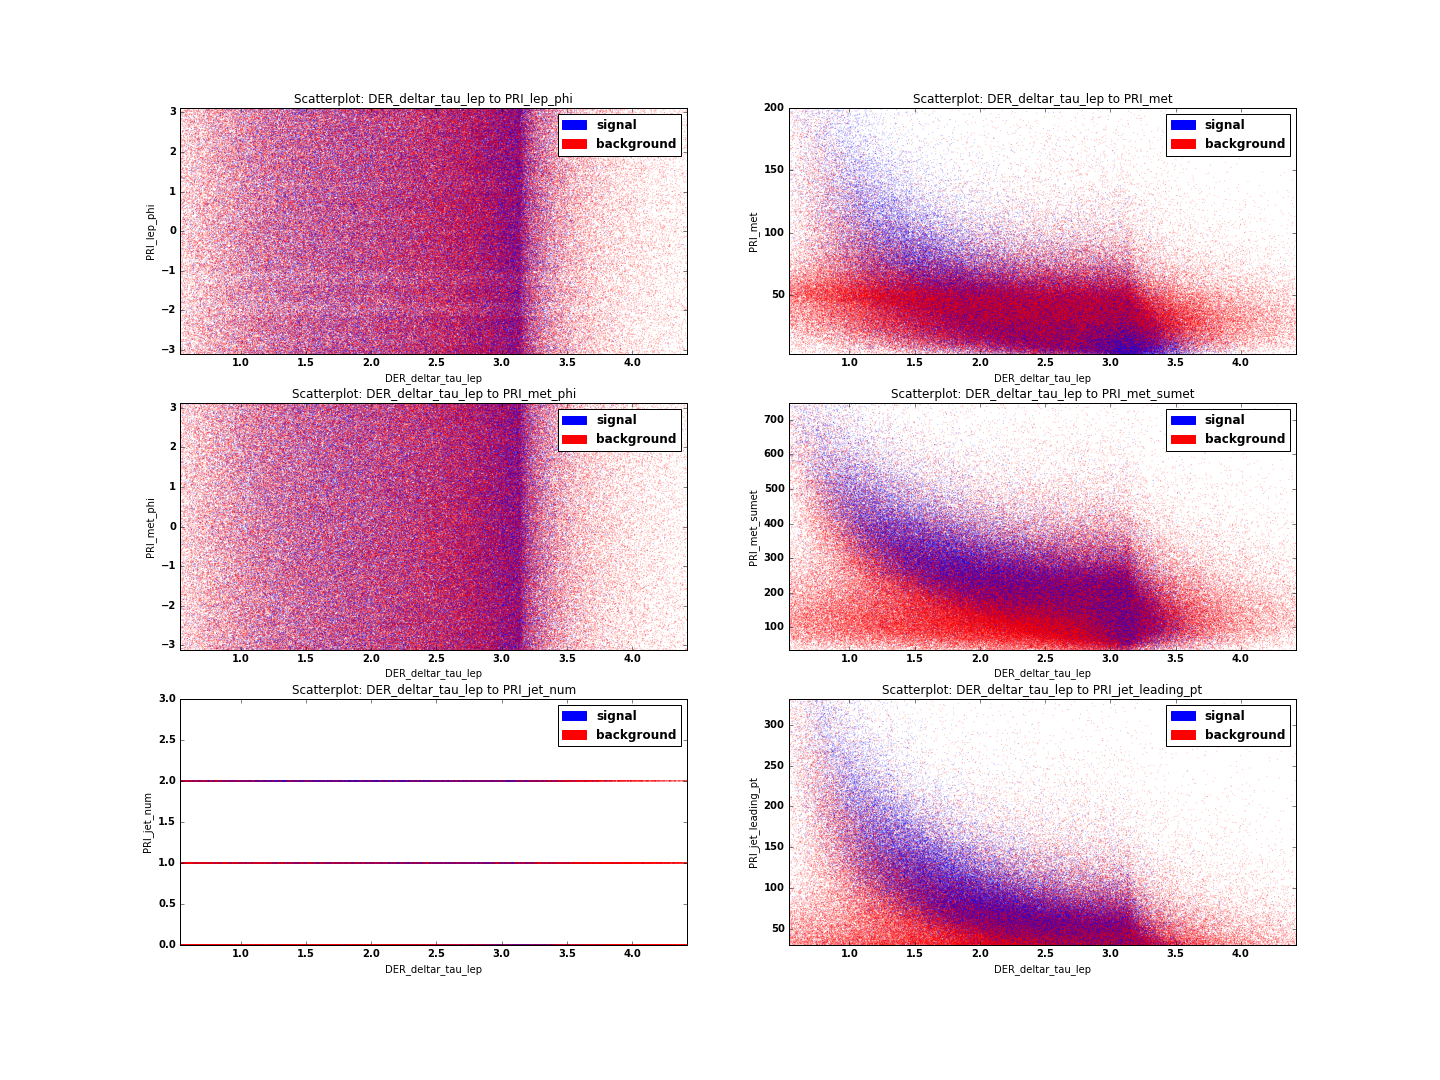 Scatterplot: DER_deltar_tau_lep to PRI_lep_phi
signal
background
3
2
1
0
−1
−2
−3
PRI_lep_phi
1.0 1.5 2.0 2.5 3.0 3.5 4.0
DER_deltar_tau_lep
Scatterplot: DER_deltar_tau_lep to PRI_met
signal
background
200
150
100
50
PRI_met
1.0 1.5 2.0 2.5 3.0 3.5 4.0
DER_deltar_tau_lep
Scatterplot: DER_deltar_tau_lep to PRI_met_phi
signal
background
3
2
1
0
−1
−2
−3
PRI_met_phi
1.0 1.5 2.0 2.5 3.0 3.5 4.0
DER_deltar_tau_lep
Scatterplot: DER_deltar_tau_lep to PRI_met_sumet
signal
background
700
600
500
400
300
200
100
PRI_met_sumet
1.0 1.5 2.0 2.5 3.0 3.5 4.0
DER_deltar_tau_lep
Scatterplot: DER_deltar_tau_lep to PRI_jet_num
signal
background
3.0
2.5
2.0
1.5
1.0
0.5
0.0
PRI_jet_num
1.0 1.5 2.0 2.5 3.0 3.5 4.0
DER_deltar_tau_lep
Scatterplot: DER_deltar_tau_lep to PRI_jet_leading_pt
signal
background
300
250
200
150
100
50
PRI_jet_leading_pt
1.0 1.5 2.0 2.5 3.0 3.5 4.0
DER_deltar_tau_lep